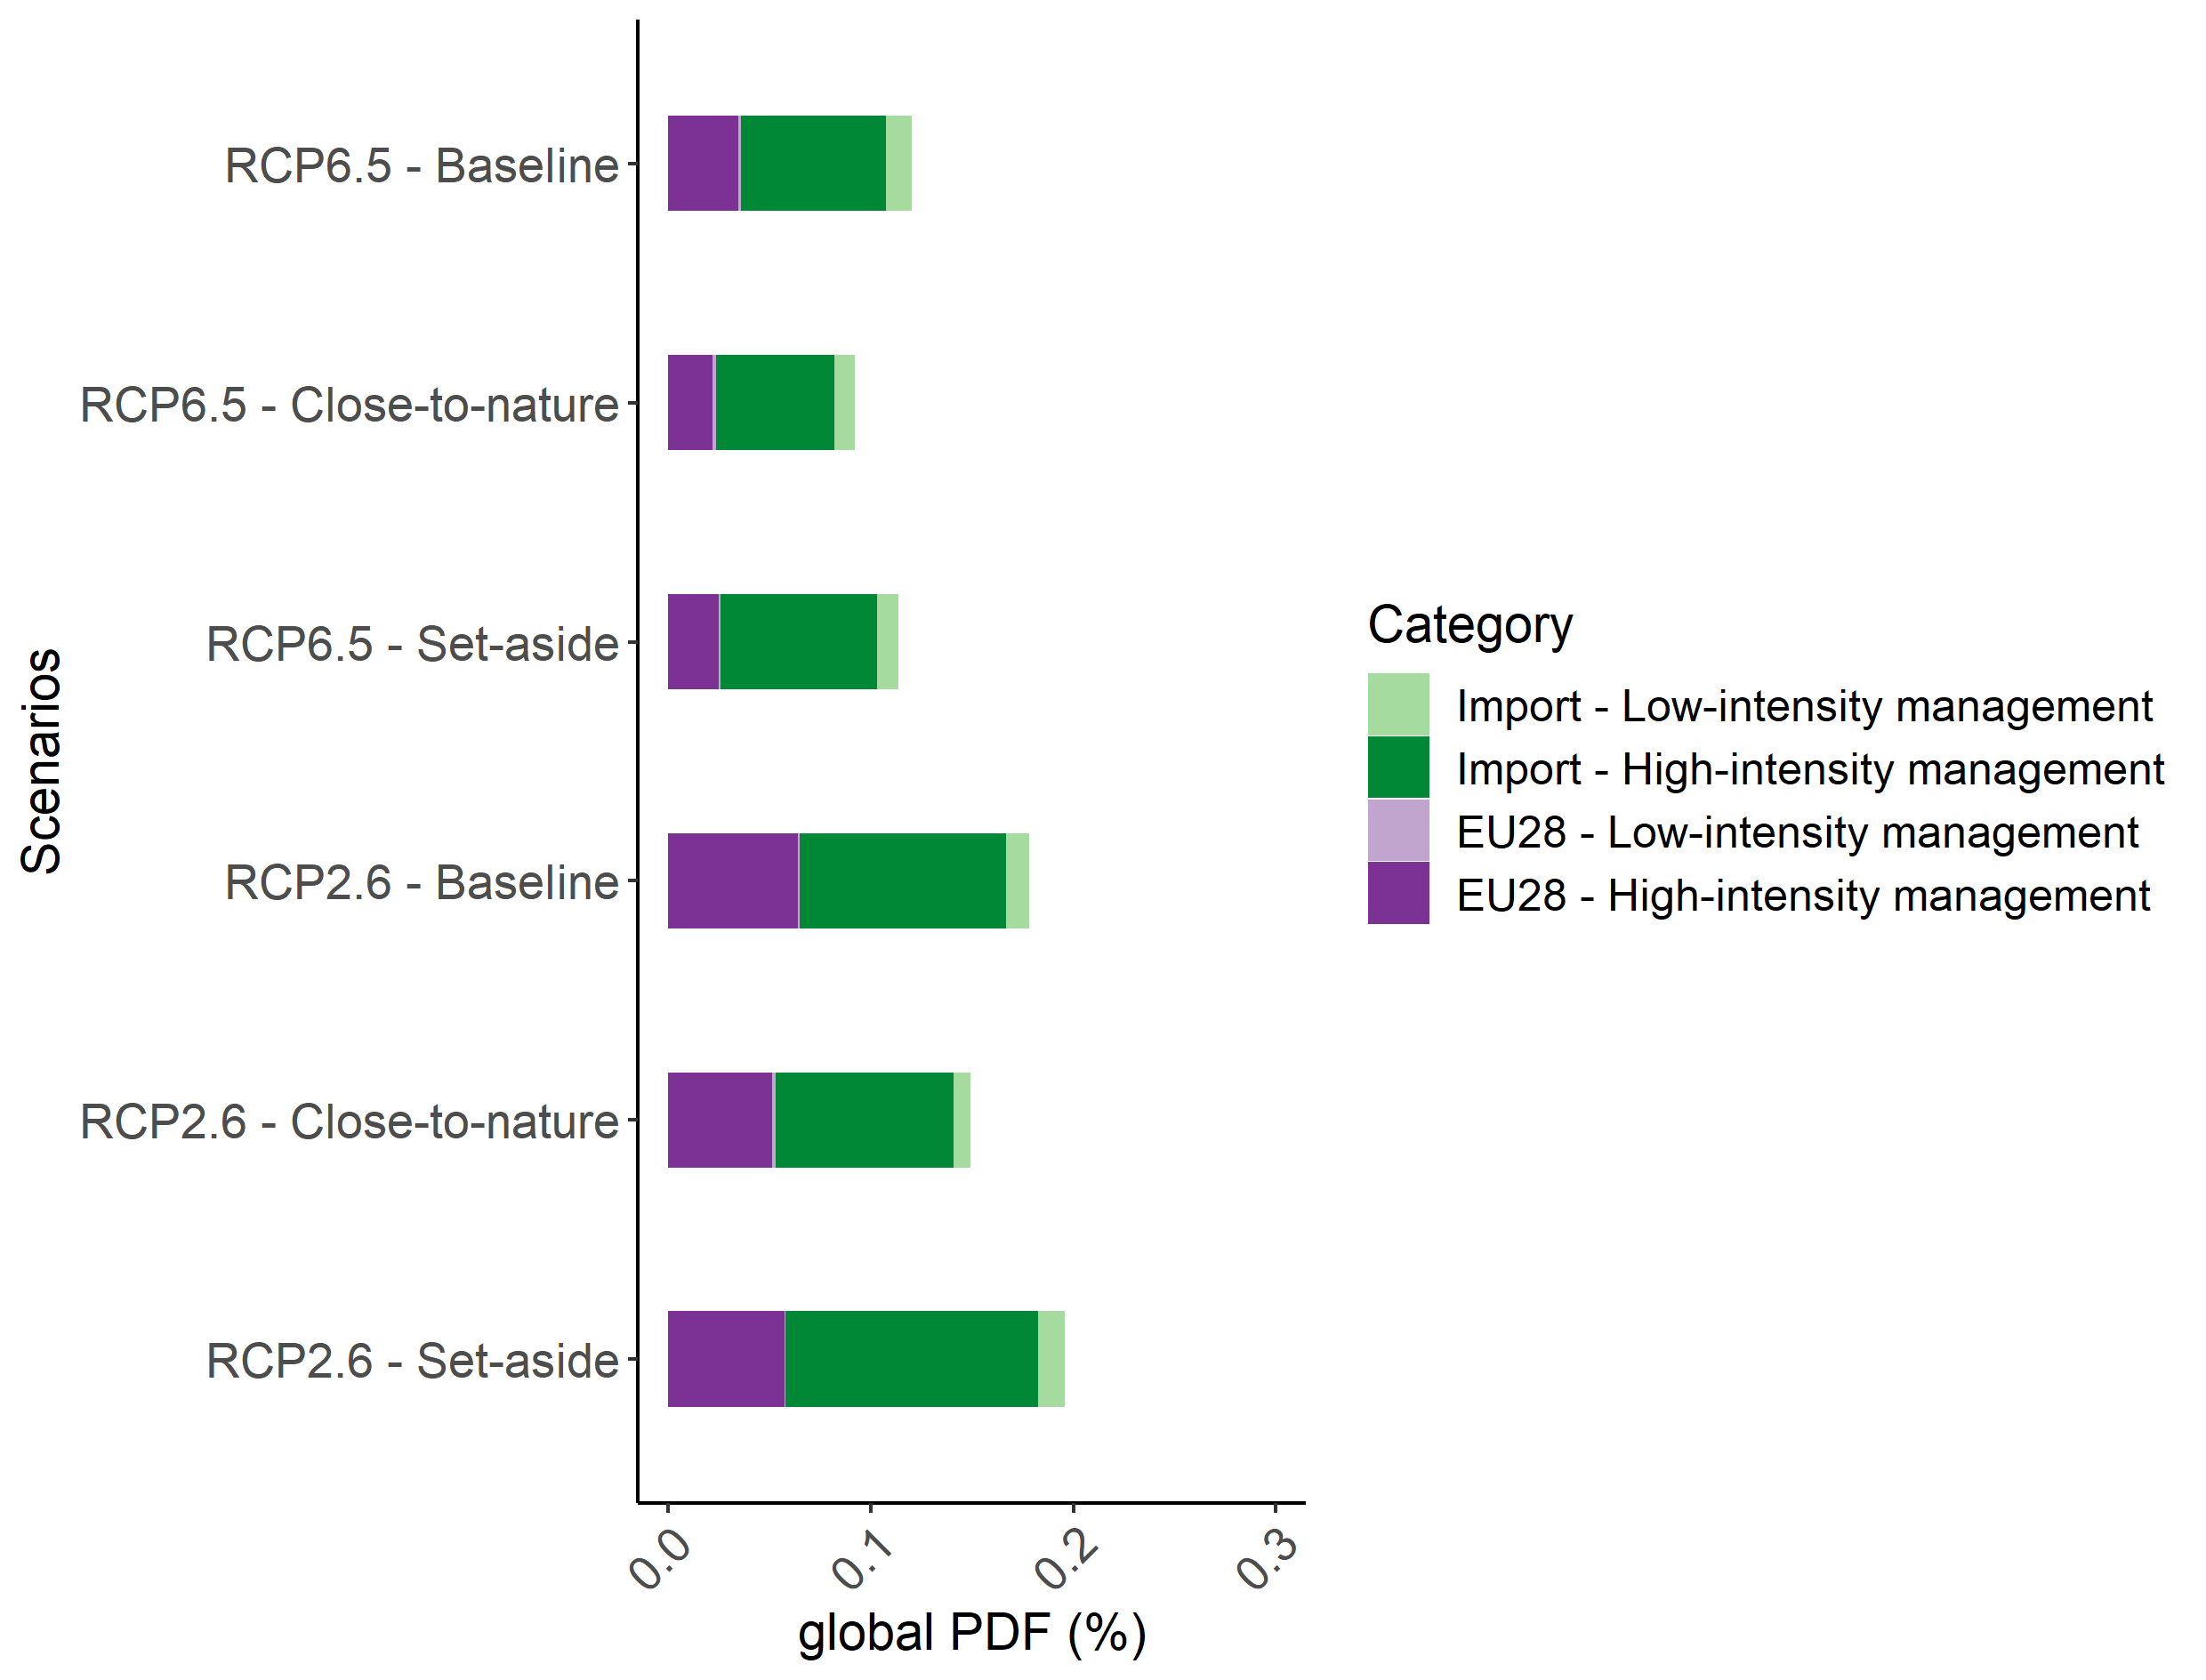 RCP6.5 - Baseline
RCP6.5 - Close-to-nature
RCP6.5 - Set-aside
RCP2.6 - Baseline
RCP2.6 - Close-to-nature
RCP2.6 - Set-aside
Scenarios
0.0
0.1
0.2
0.3
global PDF (%)
Category
Import - Low-intensity management
Import - High-intensity management
EU28 - Low-intensity management
EU28 - High-intensity management